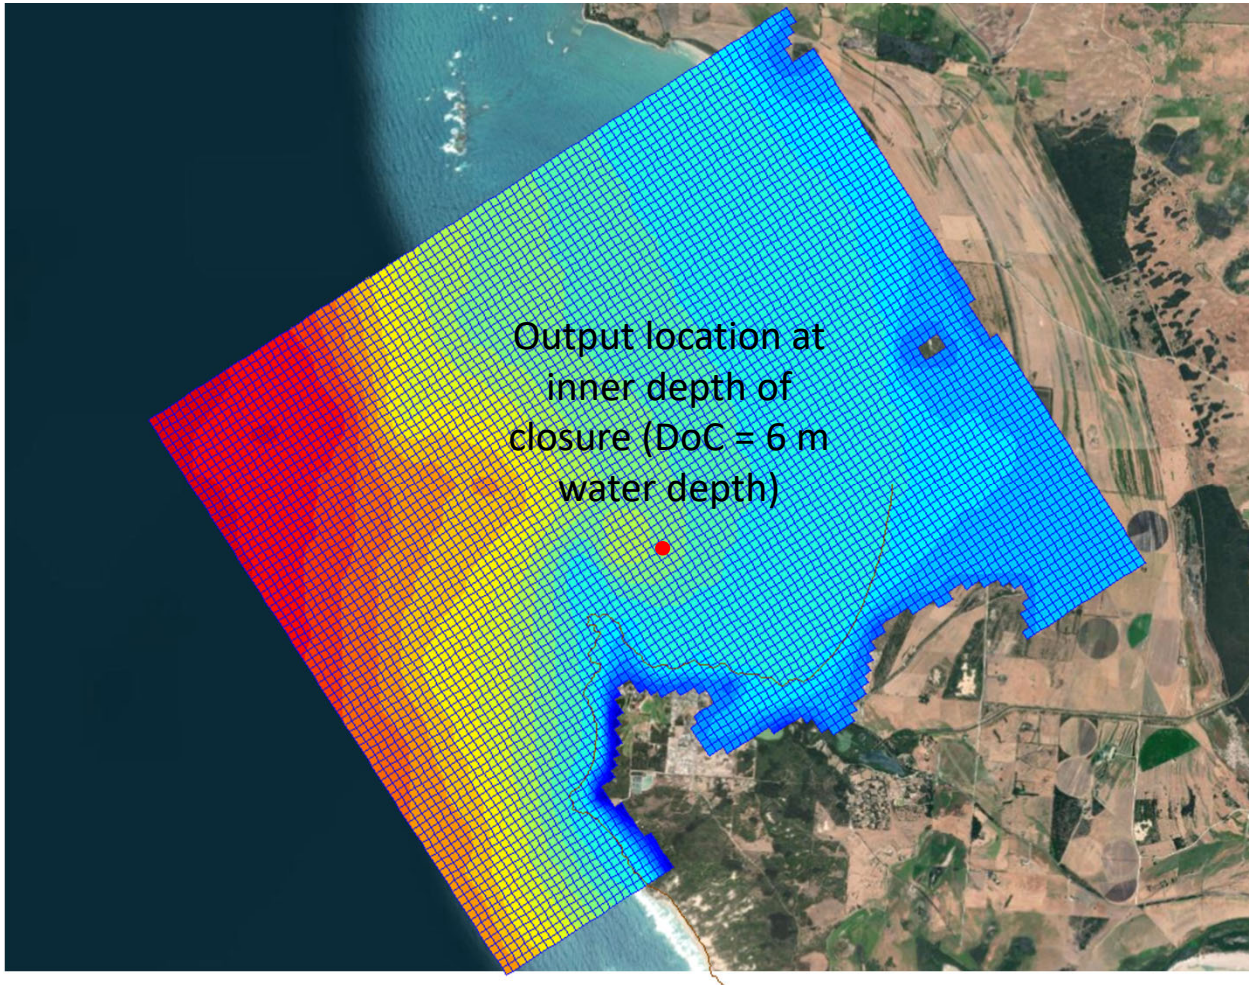 Output location at
inner depth of
closure (DoC = 6 m
water depth)